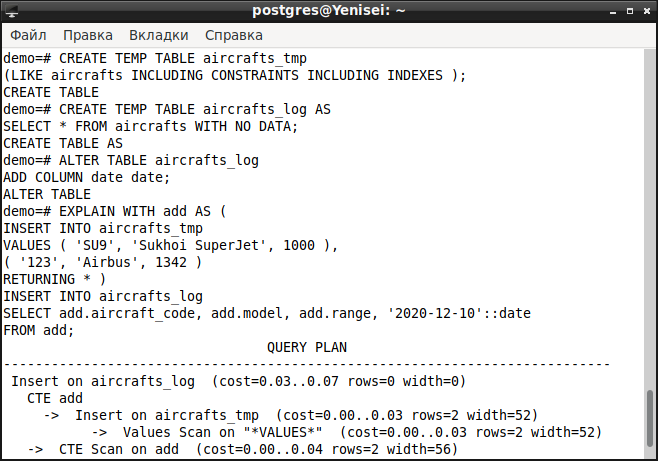 postgres@Yenisei: ~
Файл Правка Вкладки Справка
demo=# CREATE TEMP TABLE aircrafts_tmp
(LIKE aircrafts INCLUDING CONSTRAINTS INCLUDING INDEXES );
CREATE TABLE
demo=# CREATE TEMP TABLE aircrafts_log AS
SELECT * FROM aircrafts WITH NO DATA;
CREATE TABLE AS
demo=# ALTER TABLE aircrafts_log
ADD COLUMN date date;
ALTER TABLE
demo=# EXPLAIN WITH add AS (
INSERT INTO aircrafts_tmp
VALUES ( 'SU9', 'Sukhoi SuperJet', 1000 ),
( '123', 'Airbus', 1342 )
RETURNING * )
INSERT INTO aircrafts_log
SELECT add.aircraft_code, add.model, add.range, '2020-12-10'::date
FROM add;
QUERY PLAN
---------------------------------------------------------------------------
Insert on aircrafts_log  (cost=0.03..0.07 rows=0 width=0)
CTE add
->  Insert on aircrafts_tmp  (cost=0.00..0.03 rows=2 width=52)
->  Values Scan on "*VALUES*"  (cost=0.00..0.03 rows=2 width=52)
->  CTE Scan on add  (cost=0.00..0.04 rows=2 width=56)